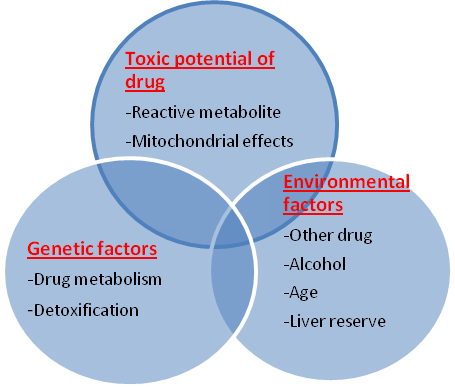 Toxic potential of
drug
-Reactive metabolite
-Mitochondrial effects
Environmental
factors
-Other drug
-Alcohol
-Age
-Liver reserve
Genetic factors
-Drug metabolism
-Detoxification